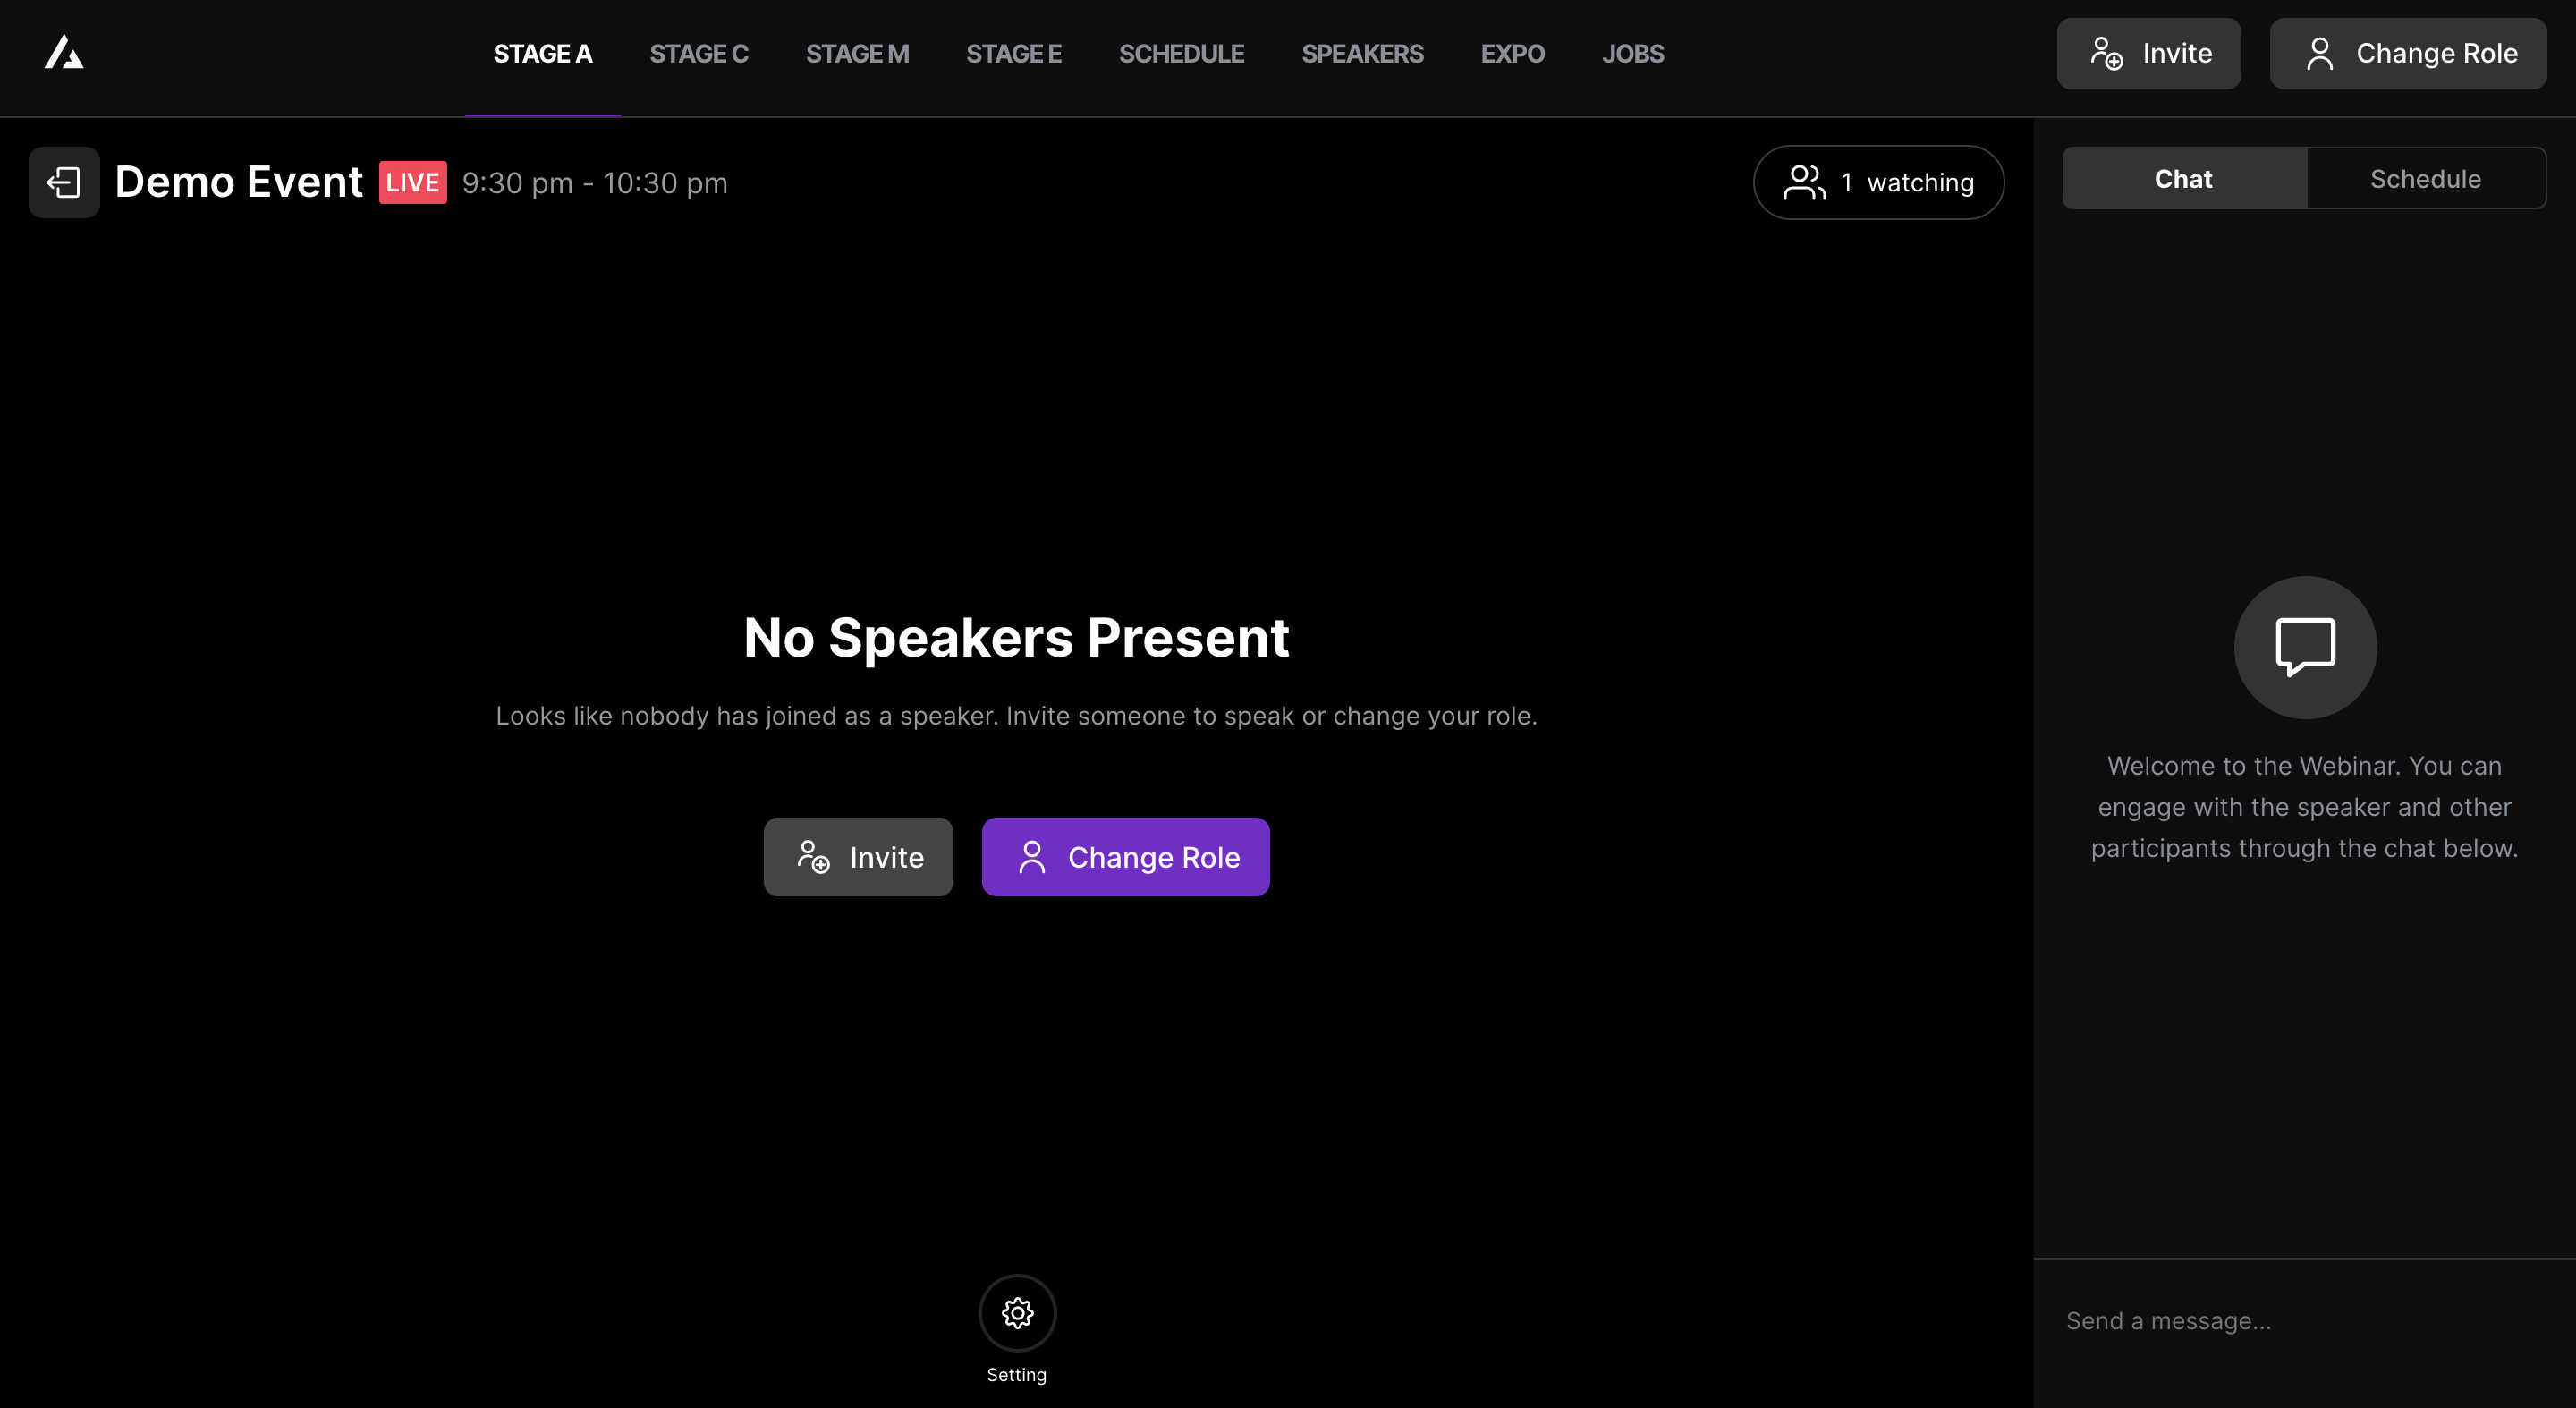 STAGE A STAGE C STAGE M STAGE E SCHEDULE SPEAKERS EXPO JOBS Invite Change Role
Demo Event LIVE 9:30 pm - 10:30 pm 1 watching
Chat Schedule
No Speakers Present
Looks like nobody has joined as a speaker. Invite someone to speak or change your role.
Invite Change Role
Setting
Welcome to the Webinar. You can
engage with the speaker and other
participants through the chat below.
Send a message...